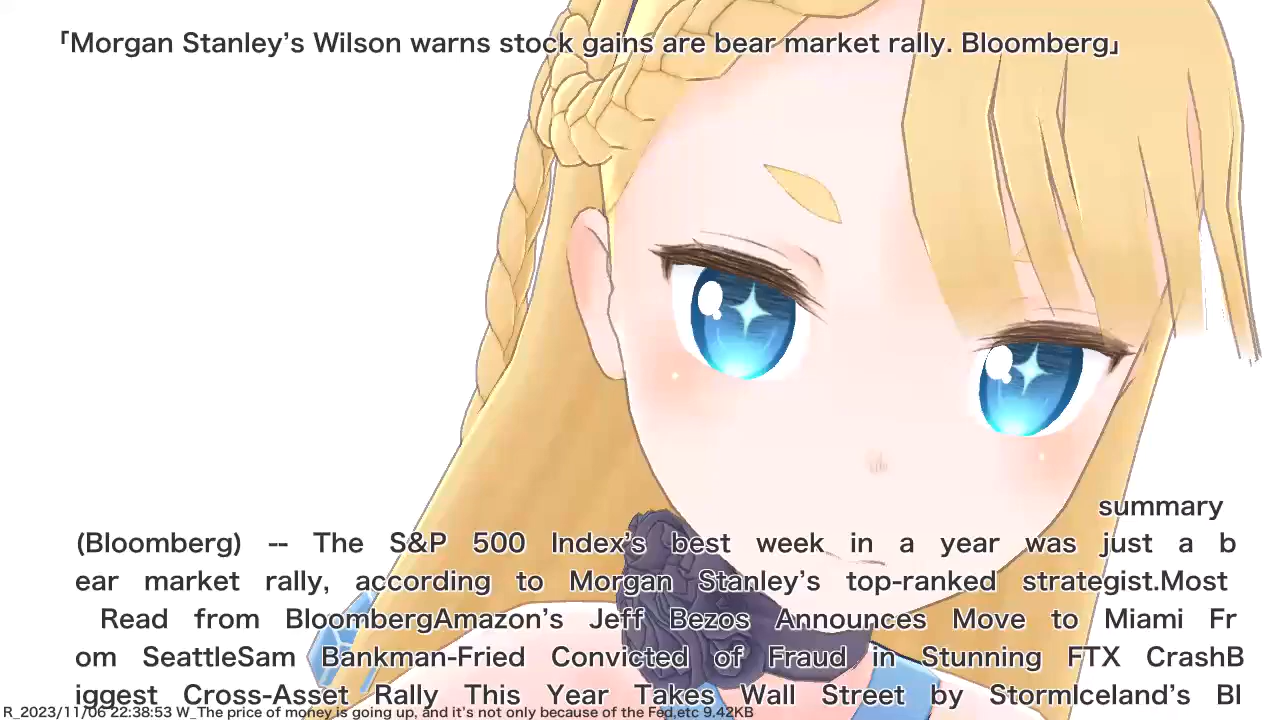 「Morgan Stanley's Wilson warns stock gains are bear market rally. Bloomberg」
summary
(Bloomberg) -- The S&P 500 Index's best week in a year was just a b
ear market rally, according to Morgan Stanley's top-ranked strategist.Most
Read from BloombergAmazon's Jeff Bezos Announces Move to Miami Fr
om SeattleSam Bankman-Fried Convicted of Fraud in Stunning FTX CrashB
iggest Cross-Asset Rally This Year Takes Wall Street by StormIceland's Bl
R_2023/11/06 22:38:53 W_The price of money is going up, and it's not only because of the Fed,etc 9.42KB